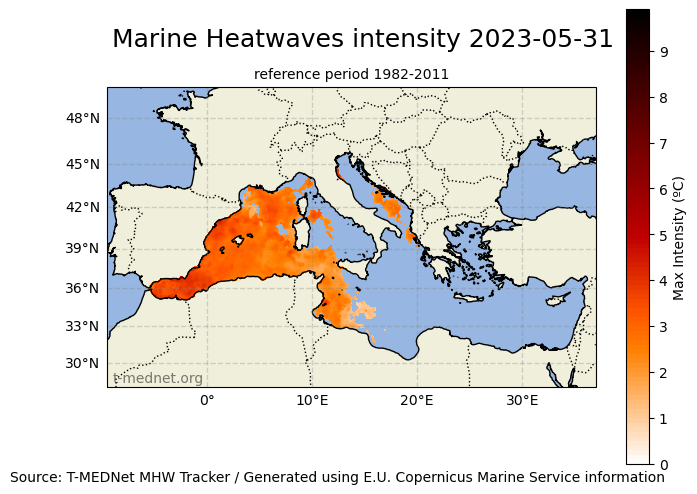 Marine Heatwaves intensity 2023-05-31
reference period 1982-2011
48°N
45°N
42°N
39°N
36°N
33°N
30°N
t-mednet.org
0°
10°E
20°E
30°E
9
8
7
6
5
4
3
2
1
0
Max Intensity (ºC)
Source: T-MEDNet MHW Tracker / Generated using E.U. Copernicus Marine Service information